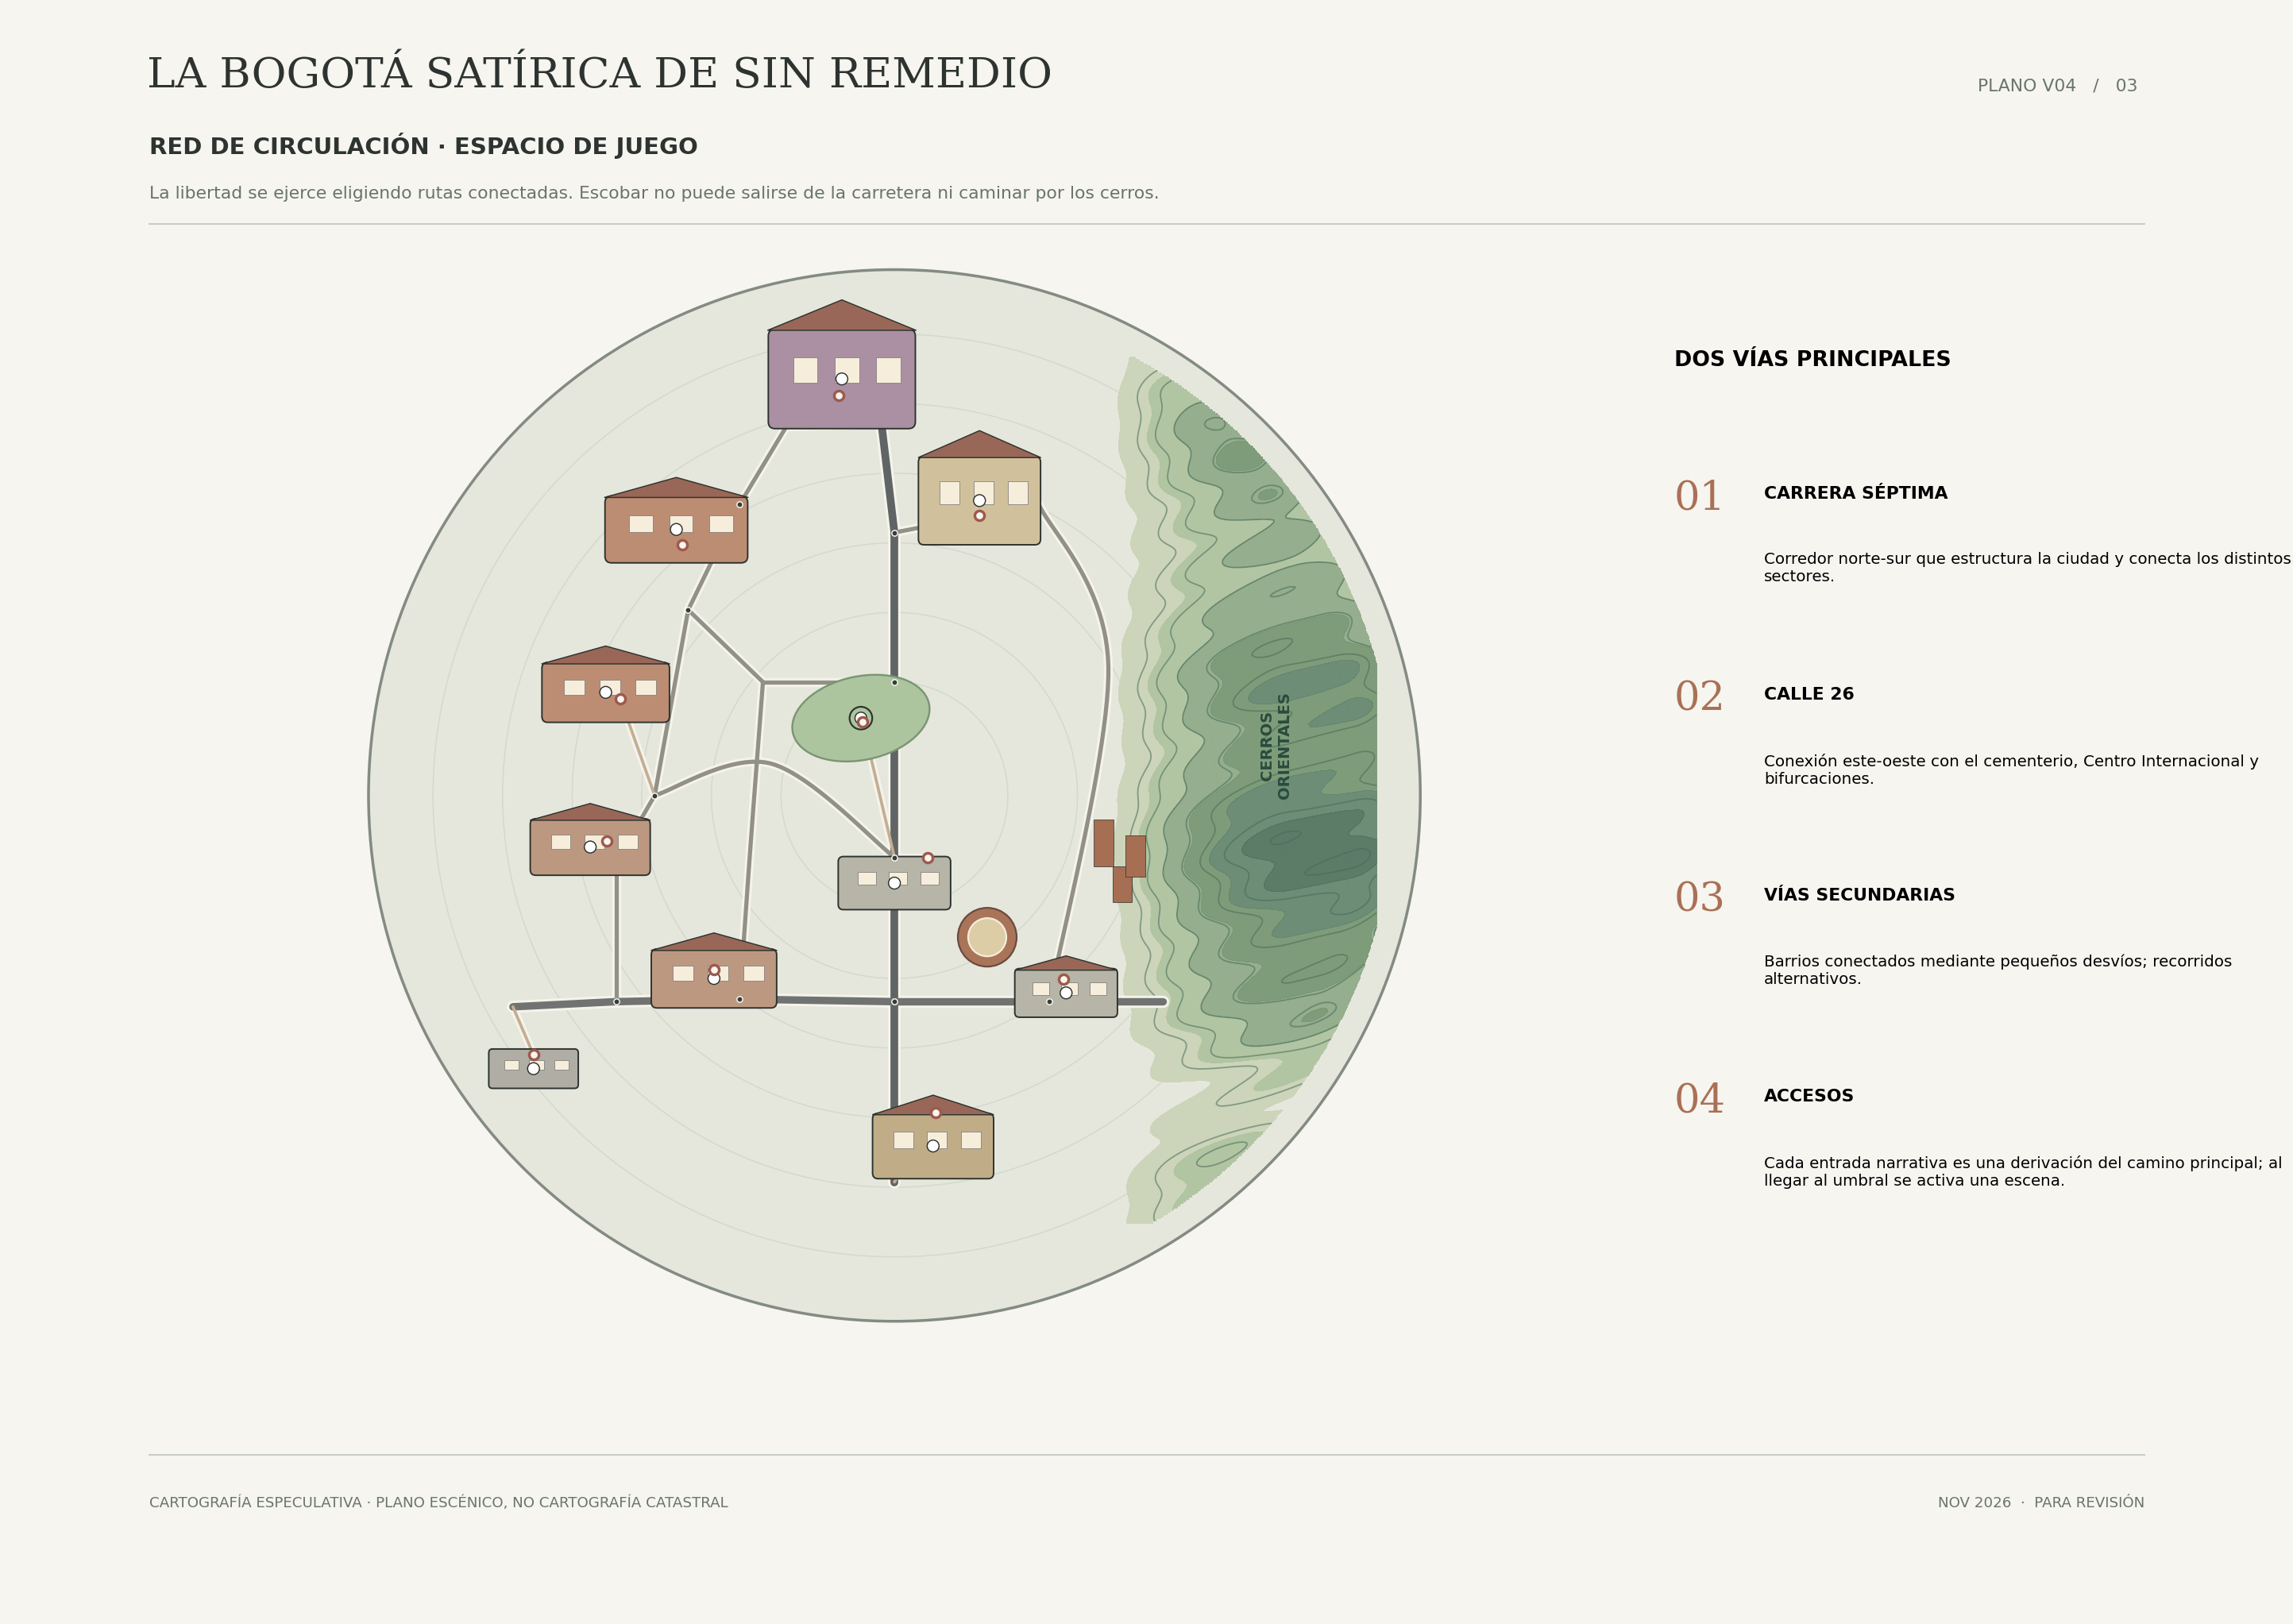 LA BOGOTÁ SATÍRICA DE SIN REMEDIO
PLANO V04 / 03
RED DE CIRCULACIÓN · ESPACIO DE JUEGO
La libertad se ejerce eligiendo rutas conectadas. Escobar no puede salirse de la carretera ni caminar por los cerros.
CERROS
ORIENTALES
DOS VÍAS PRINCIPALES
01
CARRERA SÉPTIMA
Corredor norte-sur que estructura la ciudad y conecta los distintos
sectores.
02
CALLE 26
Conexión este-oeste con el cementerio, Centro Internacional y
bifurcaciones.
03
VÍAS SECUNDARIAS
Barrios conectados mediante pequeños desvíos; recorridos
alternativos.
04
ACCESOS
Cada entrada narrativa es una derivación del camino principal; al
llegar al umbral se activa una escena.
CARTOGRAFÍA ESPECULATIVA · PLANO ESCÉNICO, NO CARTOGRAFÍA CATASTRAL
NOV 2026 · PARA REVISIÓN